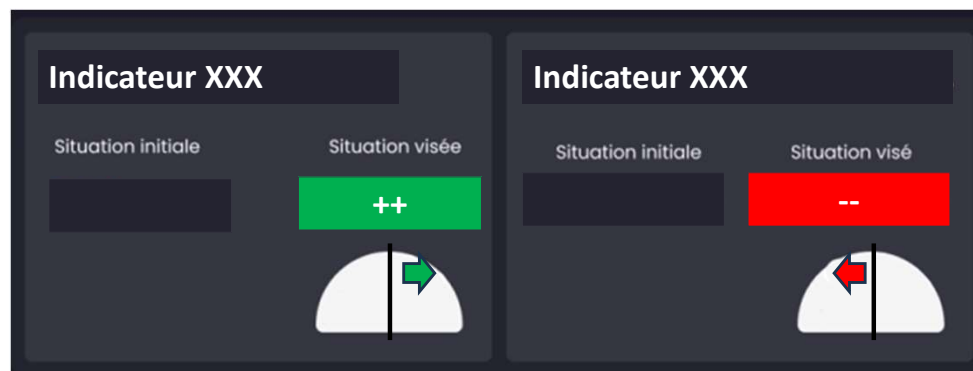 Indicateur XXX
Situation initiale
Situation visée
++
Indicateur XXX
Situation initiale
Situation visé
--